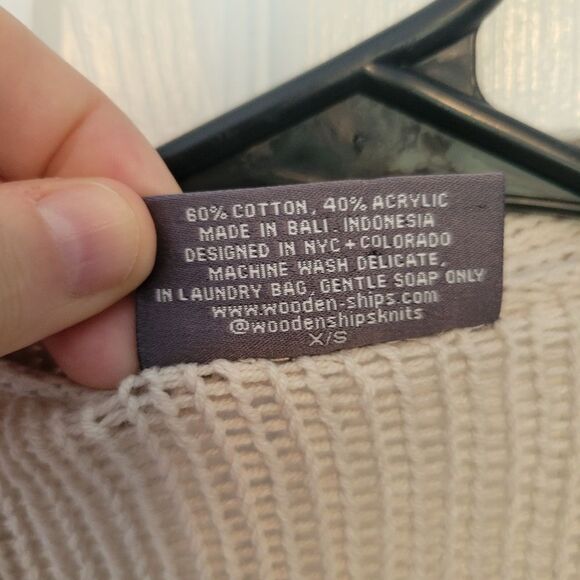 60% COTTON, 40% ACRYLIC
MADE IN BALI. INDONESIA
DESIGNED IN NYC + COLORADO
MACHINE WASH DELICATE,
IN LAUNDRY BAG, GENTLE SOAP ONLY
www.wooden-ships.com
@woodenshipsknits
X/S